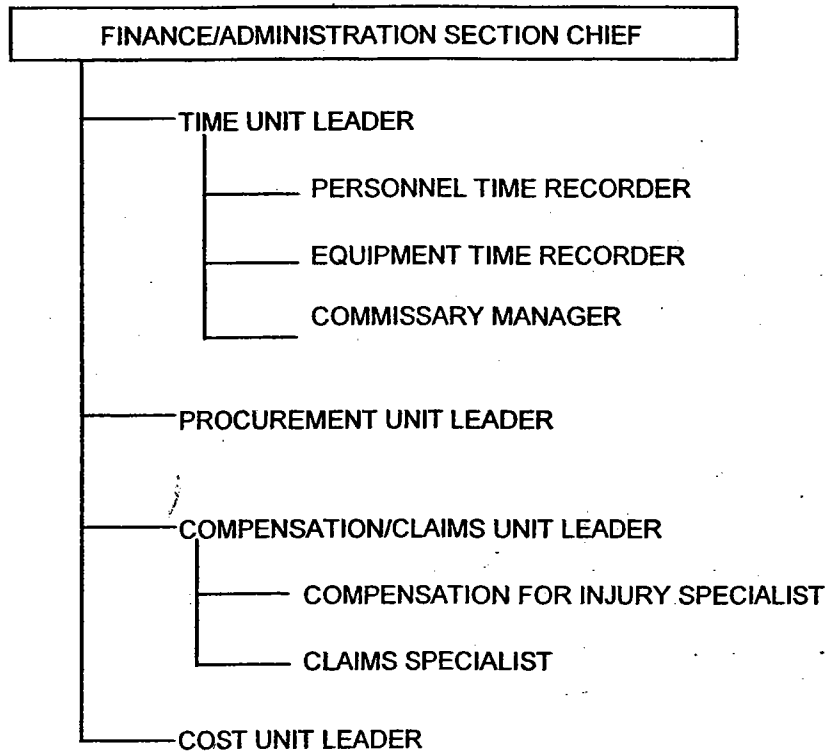 FINANCE/ADMINISTRATION SECTION CHIEF
TIME UNIT LEADER
PERSONNEL TIME RECORDER
EQUIPMENT TIME RECORDER
COMMISSARY MANAGER
PROCUREMENT UNIT LEADER
COMPENSATION/CLAIMS UNIT LEADER
COMPENSATION FOR INJURY SPECIALIST
CLAIMS SPECIALIST
COST UNIT LEADER